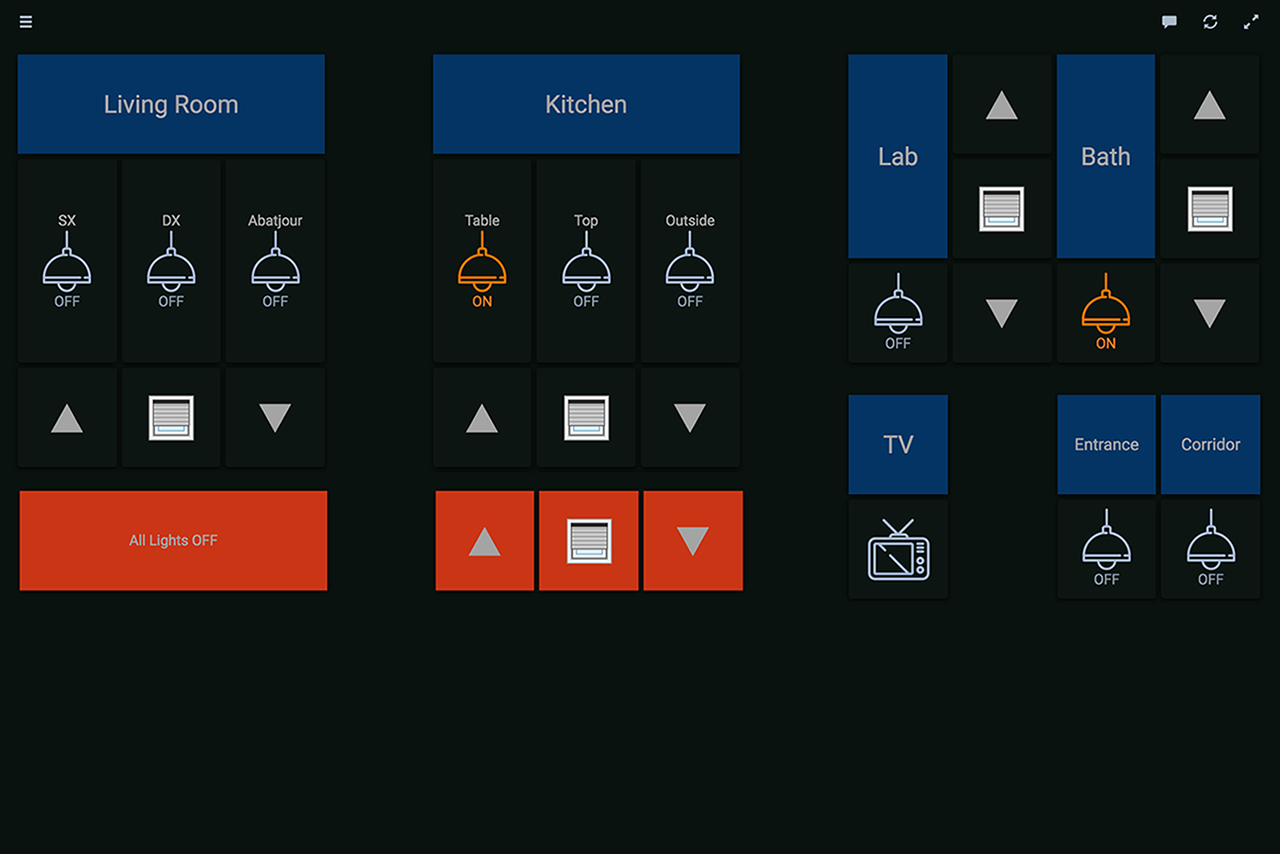 Living Room
SX
OFF
DX
OFF
Abatjour
OFF
All Lights OFF
Kitchen
Table
ON
Top
OFF
Outside
OFF
Lab
OFF
Bath
ON
TV
Entrance
OFF
Corridor
OFF